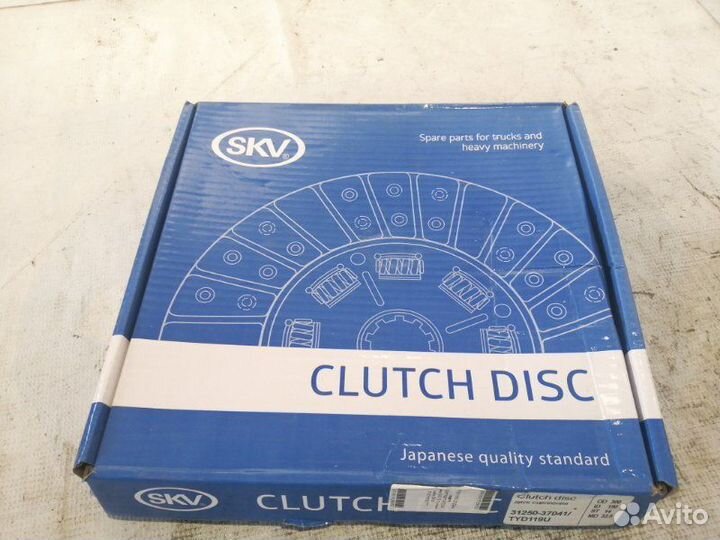 SKV®
Spare parts for trucks and
heavy machinery
CLUTCH DISC
Japanese quality standard
SKV
CLUTCH
DISC
Clutch disc
31250-37041/
TYD119U
Avito